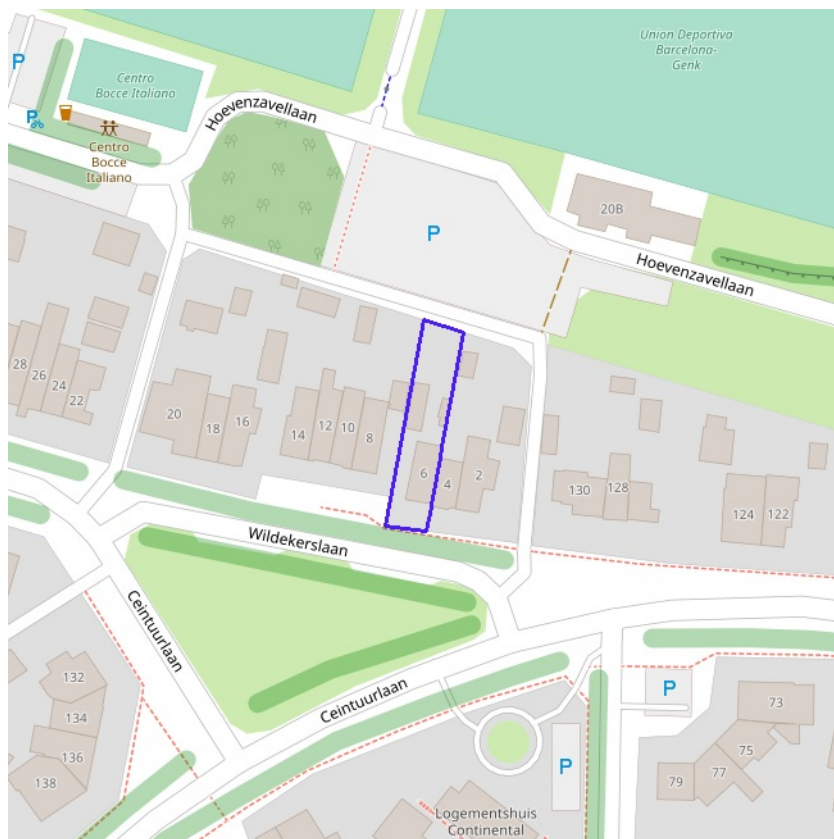 Union Deportiva
Barcelona-
Genk
P
Centro
Bocce Italiano
Hoevenzavellaan
P
Centro
Bocce
Italiano
20B
P
Hoevenzavellaan
28
26
24
22
20
18
16
14
12
10
8
6
4
2
130
128
124
122
Wildekerslaan
Ceintuurlaan
132
134
136
138
Ceintuurlaan
P
73
75
77
79
P
Logementshuis
Continental